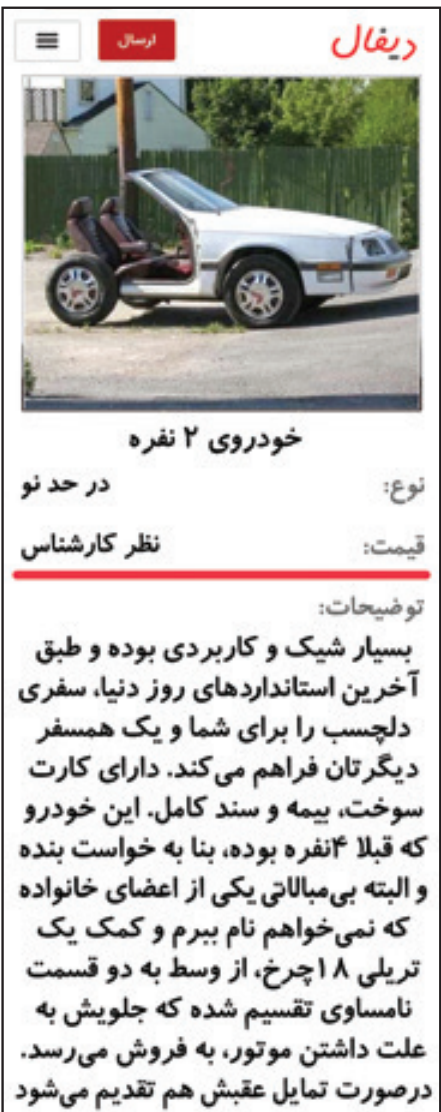 دیفال
ارسال
خودروی ۲ نفره
نوع: در حد نو
قیمت: نظر کارشناس
توضیحات:
بسیار شیک و کاربردی بوده و طبق
آخرین استانداردهای روز دنیا، سفری
دلچسب را برای شما و یک همسفر
دیگرتان فراهم می‌کند. دارای کارت
سوخت، بیمه و سند کامل. این خودرو
که قبلا ۴نفره بوده، بنا به خواست بنده
و البته بی‌مبالاتی یکی از اعضای خانواده
که نمی‌خواهم نام ببرم و کمک یک
تریلی ۱۸چرخ، از وسط به دو قسمت
نامساوی تقسیم شده که جلویش به
علت داشتن موتور، به فروش می‌رسد.
درصورت تمایل عقبش هم تقدیم می‌شود